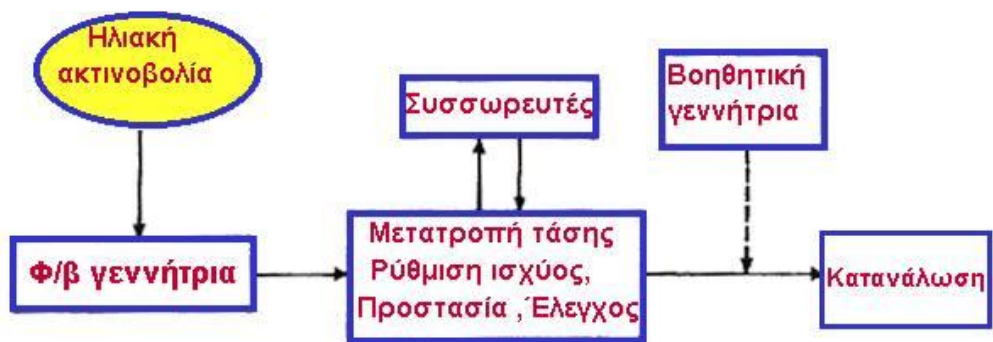 Ηλιακή
ακτινοβολία
Συσσωρευτές
Βοηθητική
γεννήτρια
Φ/β γεννήτρια
Μετατροπή τάσης
Ρύθμιση ισχύος,
Προστασία , Έλεγχος
Κατανάλωση